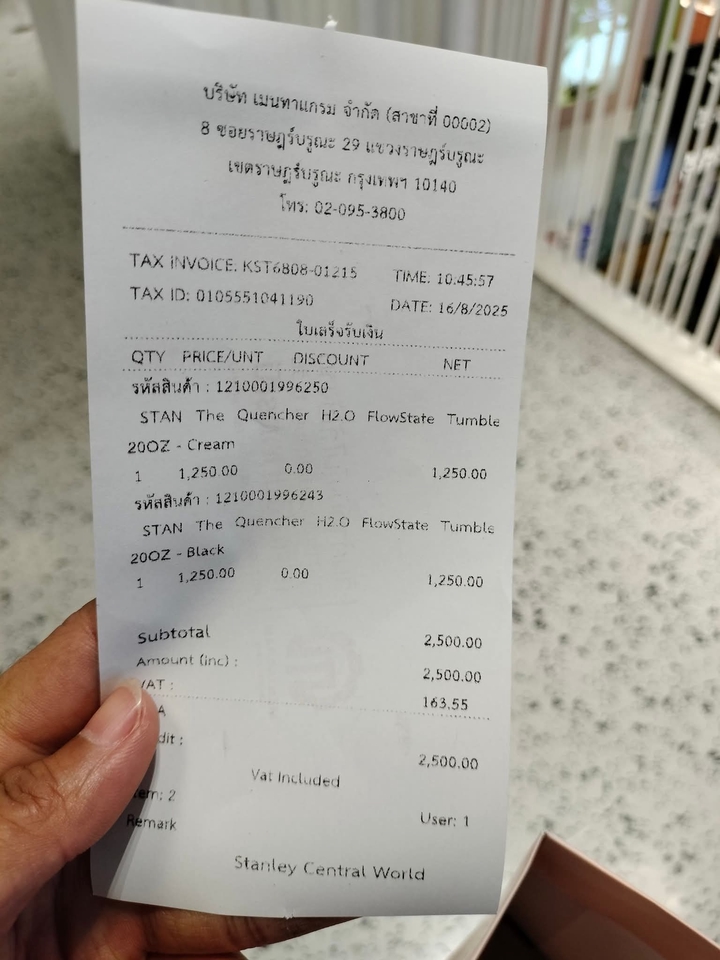 บริษัท เมนทาแกรม จำกัด (สาขาที่ 00002)
8 ซอยราษฎร์บูรณะ 29 แขวงราษฎร์บูรณะ
เขตราษฎร์บูรณะ กรุงเทพฯ 10140
โทร: 02-095-3800
TAX INVOICE: KST6808-01215 TIME: 10:45:57
TAX ID: 0105551041190 DATE: 16/8/2025
ใบเสร็จรับเงิน
QTY PRICE/UNT DISCOUNT NET
รหัสสินค้า : 1210001996250
STAN The Quencher H2.O FlowState Tumble
20OZ - Cream
1 1,250.00 0.00 1,250.00
รหัสสินค้า : 1210001996243
STAN The Quencher H2.O FlowState Tumble
20OZ - Black
1 1,250.00 0.00 1,250.00
Subtotal 2,500.00
Amount (inc) : 2,500.00
VAT : 163.55
2,500.00
Vat Included
2
Remark User: 1
Stanley Central World